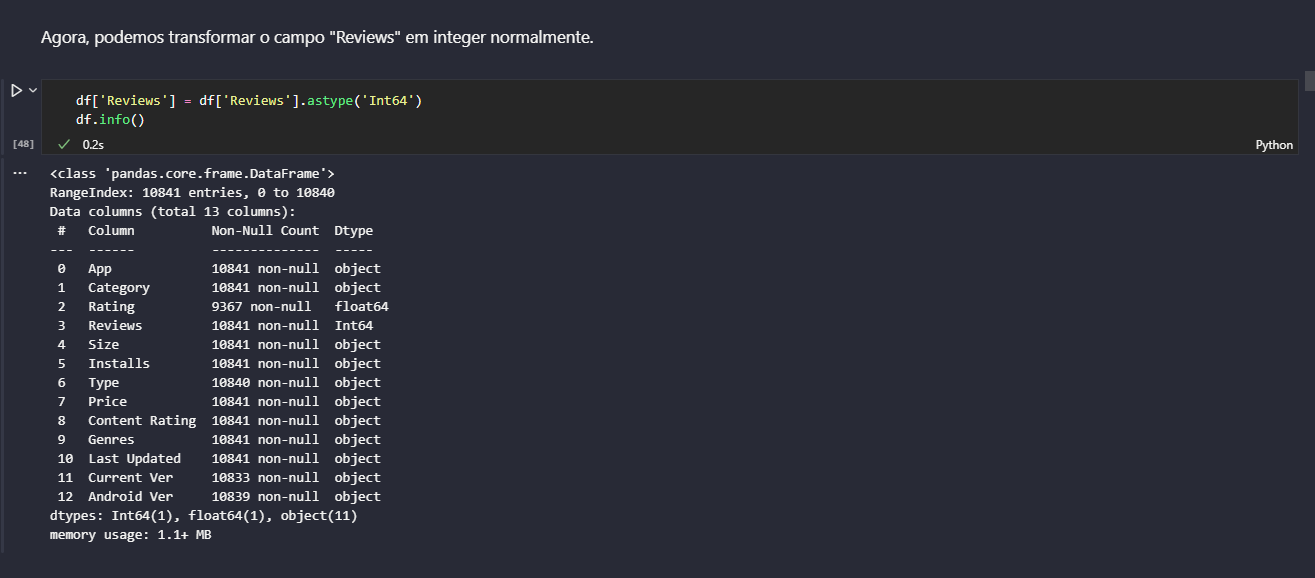 Agora, podemos transformar o campo "Reviews" em integer normalmente.
df['Reviews'] = df['Reviews'].astype('Int64')
df.info()
[48] 0.2s Python
... <class 'pandas.core.frame.DataFrame'>
RangeIndex: 10841 entries, 0 to 10840
Data columns (total 13 columns):
 #   Column          Non-Null Count  Dtype
---  ------          --------------  -----
 0   App             10841 non-null  object
 1   Category        10841 non-null  object
 2   Rating          9367 non-null   float64
 3   Reviews         10841 non-null  Int64
 4   Size            10841 non-null  object
 5   Installs        10841 non-null  object
 6   Type            10840 non-null  object
 7   Price           10841 non-null  object
 8   Content Rating  10841 non-null  object
 9   Genres          10841 non-null  object
 10  Last Updated    10841 non-null  object
 11  Current Ver     10833 non-null  object
 12  Android Ver     10839 non-null  object
dtypes: Int64(1), float64(1), object(11)
memory usage: 1.1+ MB